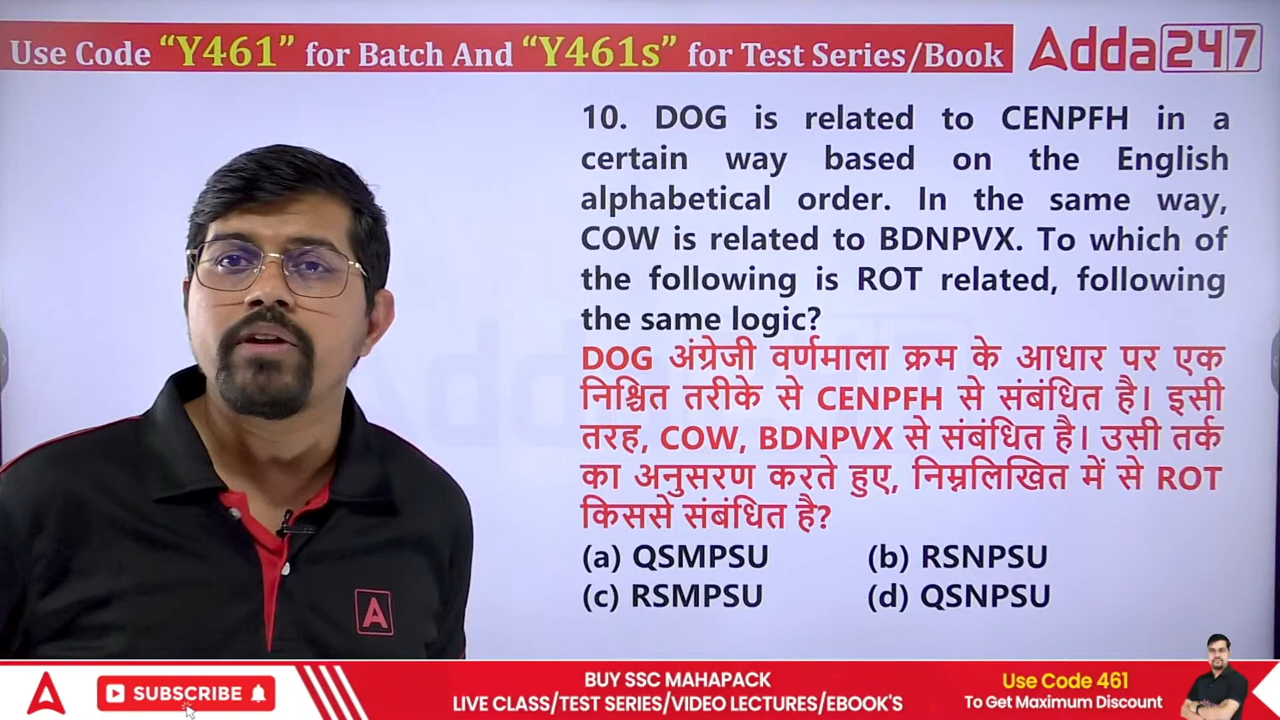 Use Code “Y461” for Batch And “Y461s” for Test Series/Book
Adda247
10. DOG is related to CENPFH in a
certain way based on the English
alphabetical order. In the same way,
COW is related to BDNPVX. To which of
the following is ROT related, following
the same logic?
DOG अंग्रेजी वर्णमाला क्रम के आधार पर एक
निश्चित तरीके से CENPFH से संबंधित है। इसी
तरह, COW, BDNPVX से संबंधित है। उसी तर्क
का अनुसरण करते हुए, निम्नलिखित में से ROT
किससे संबंधित है?
(a) QSMPSU (b) RSNPSU
(c) RSMPSU (d) QSNPSU
A
A
SUBSCRIBE
BUY SSC MAHAPACK
LIVE CLASS/TEST SERIES/VIDEO LECTURES/EBOOK'S
Use Code 461
To Get Maximum Discount